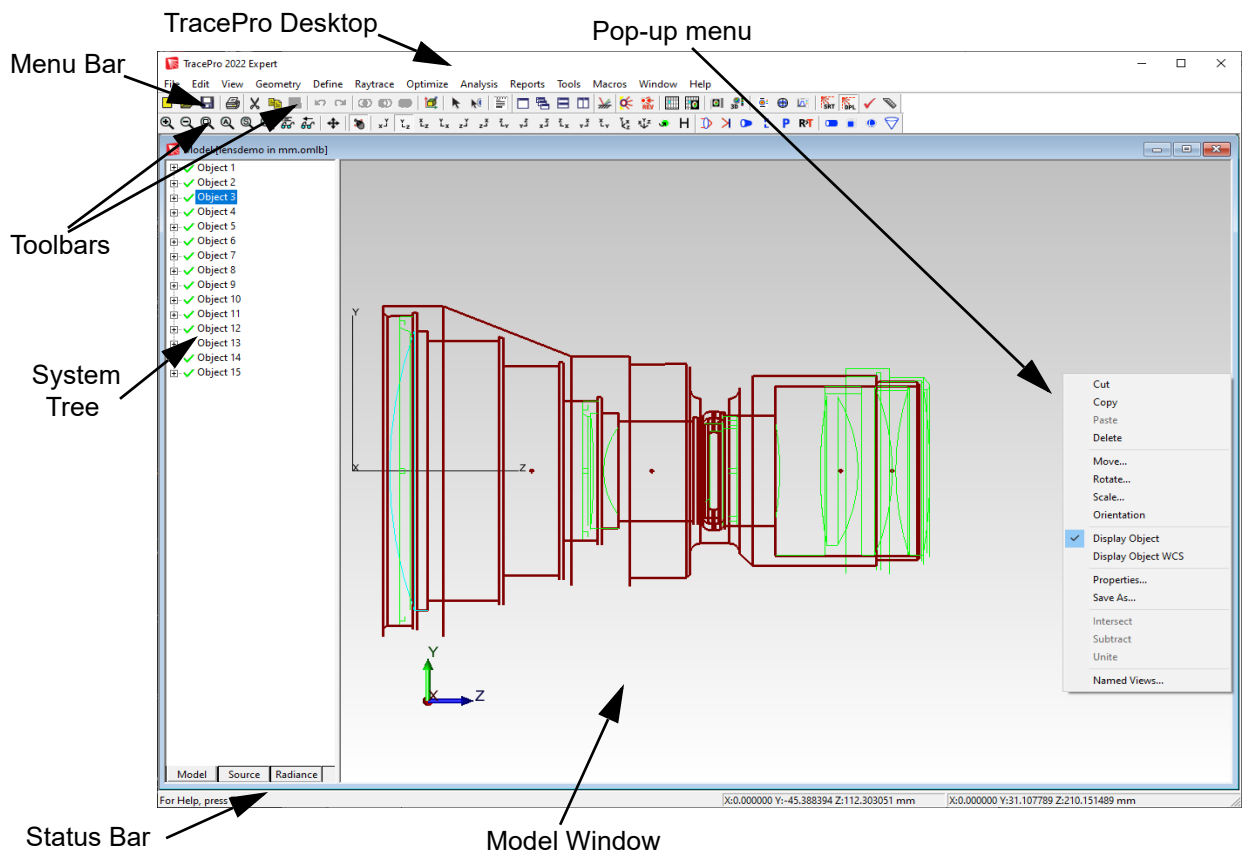 TracePro Desktop
Pop-up menu
Menu Bar
TracePro 2022 Expert
File Edit View Geometry Define Raytrace Optimize Analysis Reports Tools Macros Window Help
Model:[lensdemo in mm.omlb]
Object 1
Object 2
Object 3
Object 4
Object 5
Object 6
Object 7
Object 8
Object 9
Object 10
Object 11
Object 12
Object 13
Object 14
Object 15
Toolbars
System
Tree
Y
X
Z
Y
X
Z
Cut
Copy
Paste
Delete
Move...
Rotate...
Scale...
Orientation
Display Object
Display Object WCS
Properties...
Save As...
Intersect
Subtract
Unite
Named Views...
Model Source Radiance
For Help, press
X:0.000000 Y:-45.388394 Z:112.303051 mm
X:0.000000 Y:31.107789 Z:210.151489 mm
Status Bar
Model Window